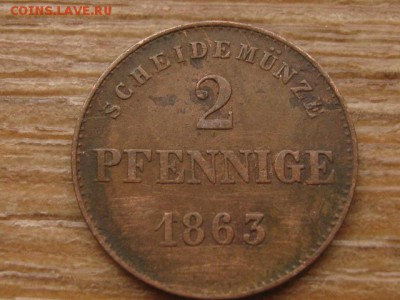 COINS.LAVE.RU
SCHEIDEMÜNZE
2
PFENNIGE
1863